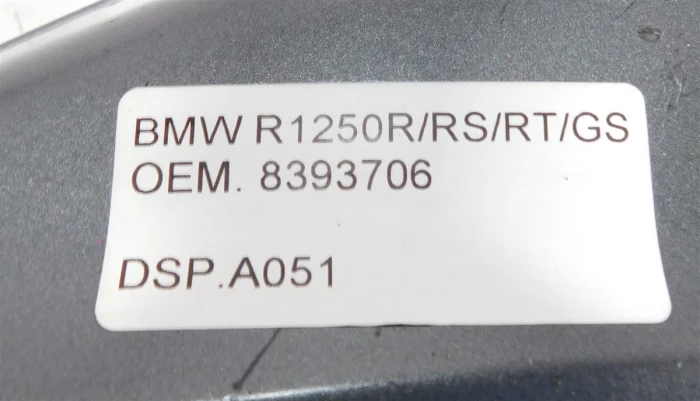 BMW R1250R/RS/RT/GS
OEM. 8393706
DSP.A051